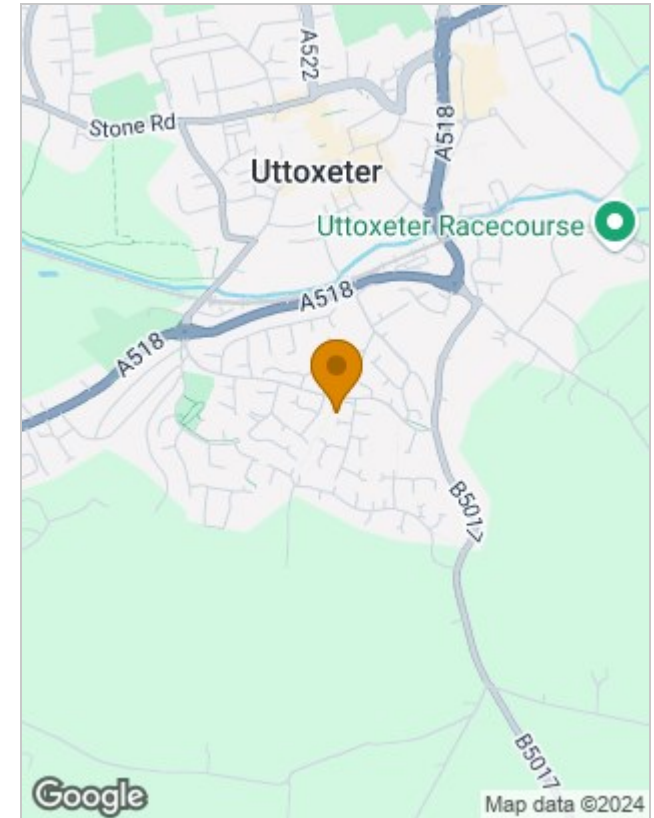 A522
A518
Stone Rd
Uttoxeter
Uttoxeter Racecourse
A518
A518
B5017
B5017
Google
Map data ©2024